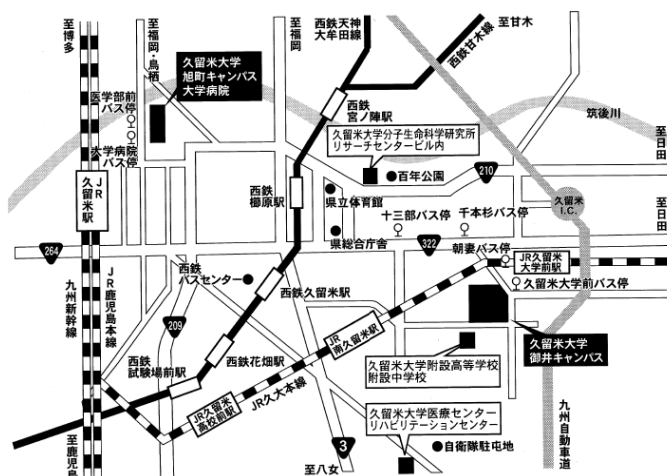 至博多
至福岡・鳥栖
至福岡
西鉄天神
大牟田線
西鉄甘木線
至甘木
久留米大学
旭町キャンパス
大学病院
医学部前
バス停
大学病院
バス停
西鉄
宮ノ陣駅
筑後川
至日田
久留米大学分子生命科学研究所
リサーチセンタービル内
210
百年公園
JR
久留米駅
西鉄
櫛原駅
県立体育館
久留米
I.C.
至日田
十三部バス停
千本杉バス停
県総合庁舎
322
264
朝妻バス停
JR久留米
大学前駅
西鉄
バスセンター
久留米大学前バス停
九州新幹線
JR鹿児島本線
西鉄久留米駅
209
JR
南久留米駅
久留米大学
御井キャンパス
西鉄
試験場前駅
西鉄花畑駅
久留米大学附設高等学校
附設中学校
JR久大本線
JR久留米
高校前駅
久留米大学医療センター
リハビリテーションセンター
九州自動車道
3
自衛隊駐屯地
至鹿児島
至八女